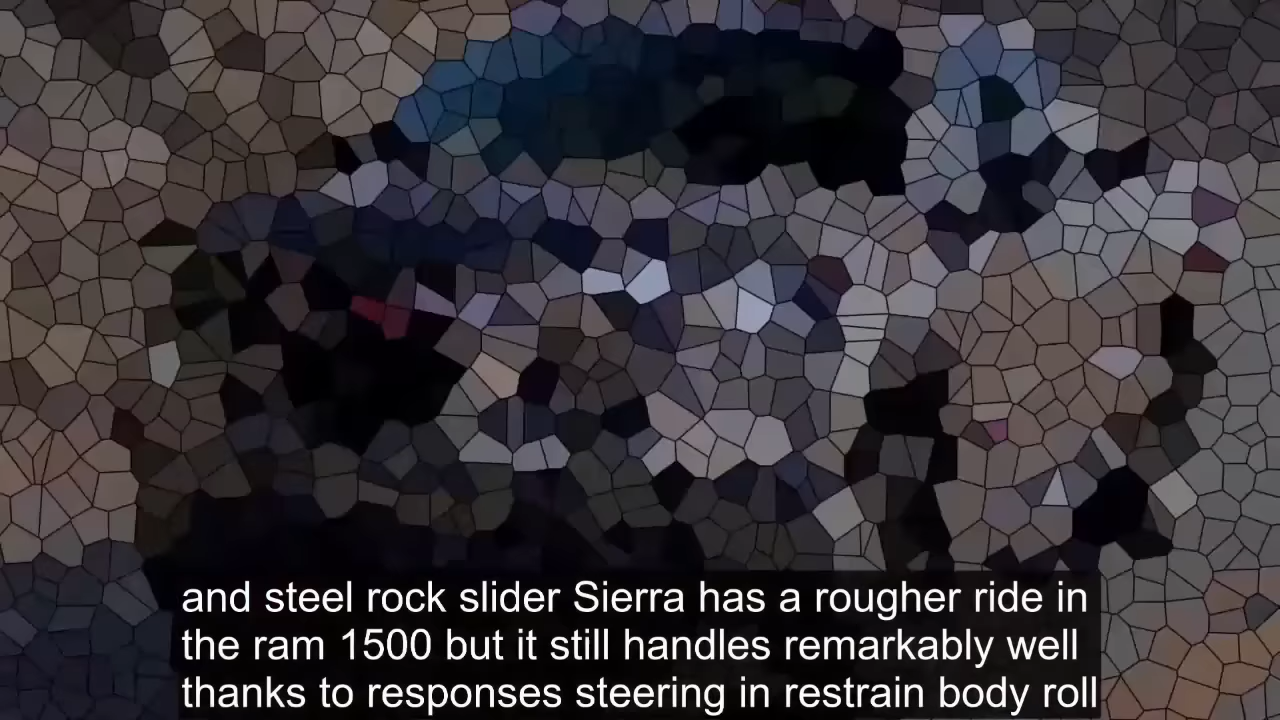 and steel rock slider Sierra has a rougher ride in
the ram 1500 but it still handles remarkably well
thanks to responses steering in restrain body roll